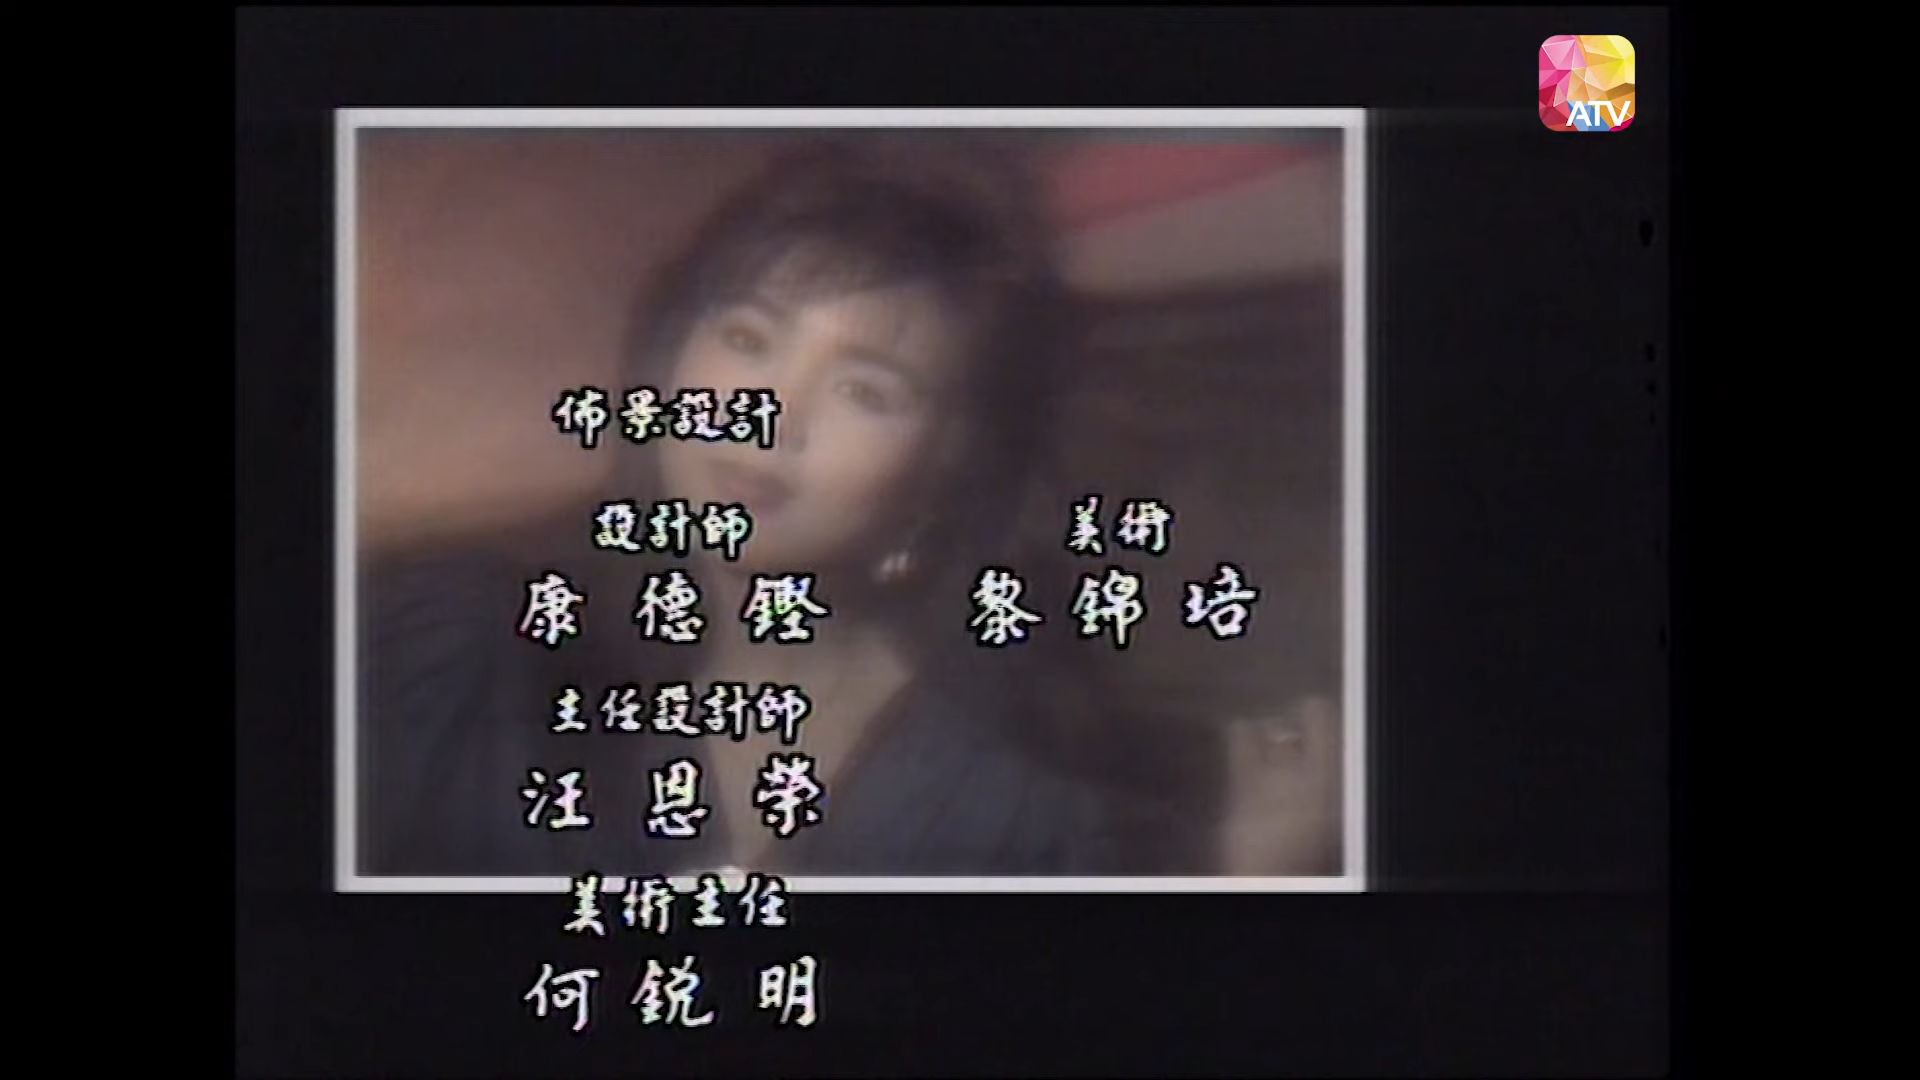 ATV
佈景設計
設計師 美術
康德鏗 黎錦培
主任設計師
汪恩榮
美術主任
何銳明